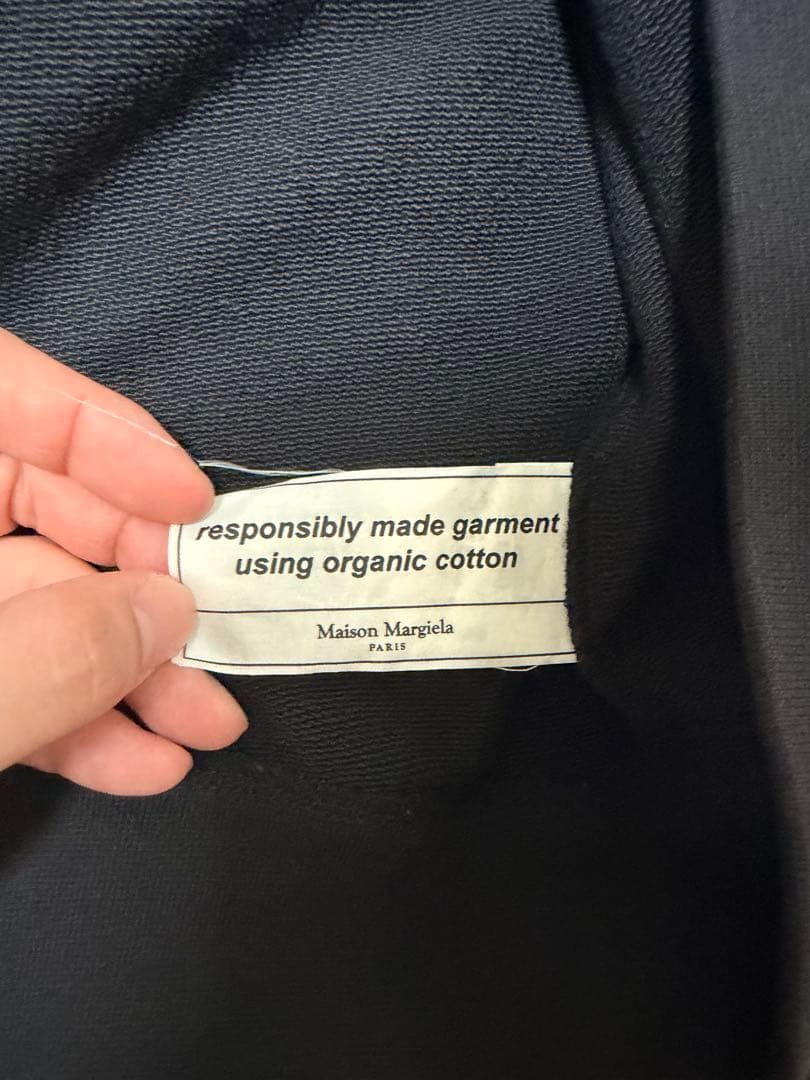 responsibly made garment
using organic cotton
Maison Margiela
PARIS